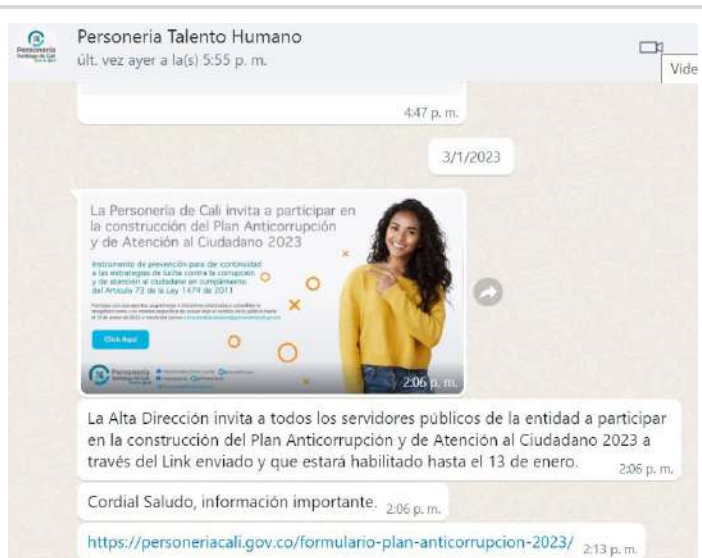 Personeria Talento Humano
últ. vez ayer a la(s) 5:55 p. m.
Vide
4:47 p. m.
3/1/2023
La Personería de Cali invita a participar en
la construcción del Plan Anticorrupción
y de Atención al Ciudadano 2023
Instrumento de prevención para dar continuidad
a las estrategias de lucha contra la corrupción
y de atención al ciudadano en cumplimiento
del Artículo 73 de la Ley 1474 de 2011
Click Aquí
Personería
2:06 p. m.
La Alta Dirección invita a todos los servidores públicos de la entidad a participar
en la construcción del Plan Anticorrupción y de Atención al Ciudadano 2023 a
través del Link enviado y que estará habilitado hasta el 13 de enero. 2:06 p. m.
Cordial Saludo, información importante. 2:06 p. m.
https://personeriacali.gov.co/formulario-plan-anticorrupcion-2023/ 2:13 p. m.